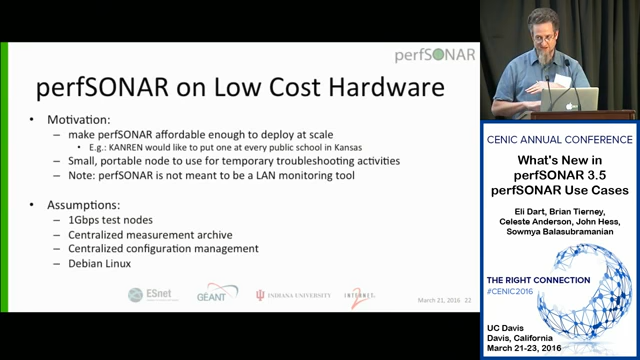 perfSONAR
perfSONAR on Low Cost Hardware
• Motivation:
– make perfSONAR affordable enough to deploy at scale
• E.g.: KANREN would like to put one at every public school in Kansas
– Small, portable node to use for temporary troubleshooting activities
– Note: perfSONAR is not meant to be a LAN monitoring tool
• Assumptions:
– 1Gbps test nodes
– Centralized measurement archive
– Centralized configuration management
– Debian Linux
ESnet
GÉANT
INDIANA UNIVERSITY
INTERNET2
March 21, 2016 22
CENIC ANNUAL CONFERENCE
What's New in
perfSONAR 3.5
perfSONAR Use Cases
Eli Dart, Brian Tierney,
Celeste Anderson, John Hess,
Sowmya Balasubramanian
THE RIGHT CONNECTION
#CENIC2016
UC Davis
Davis, California
March 21-23, 2016